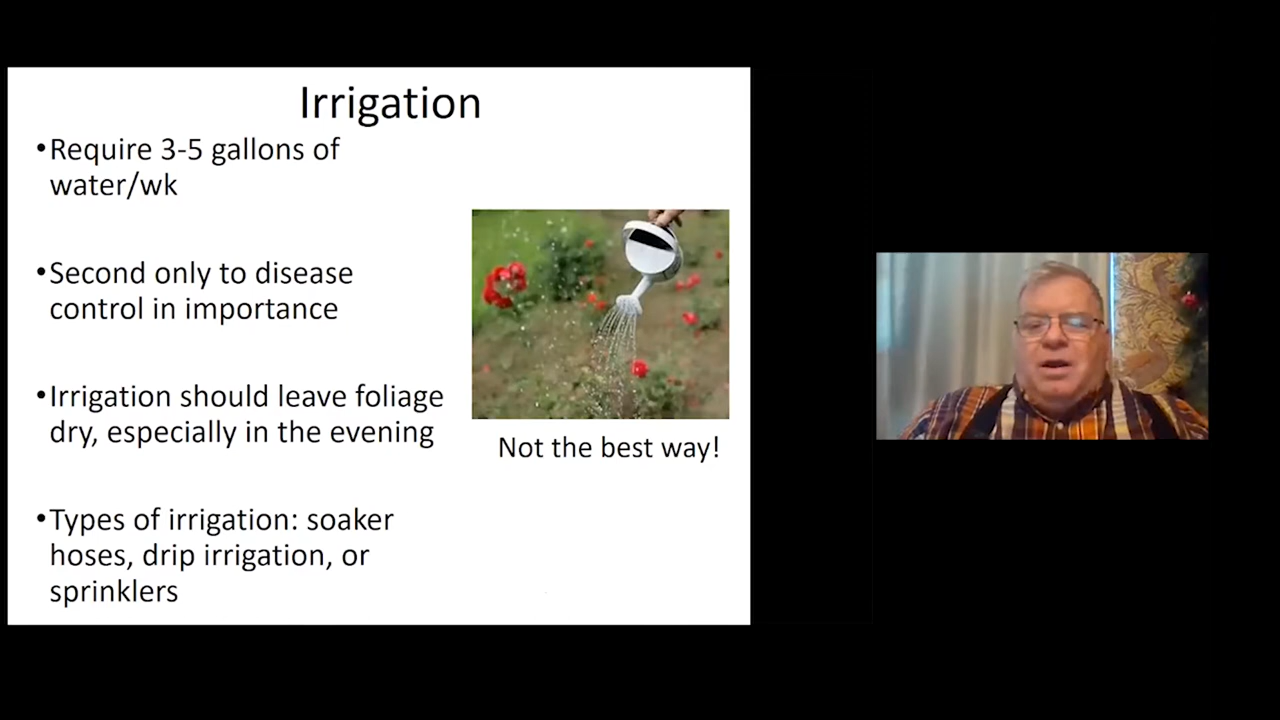 Irrigation
•Require 3-5 gallons of
water/wk
•Second only to disease
control in importance
•Irrigation should leave foliage
dry, especially in the evening
Not the best way!
•Types of irrigation: soaker
hoses, drip irrigation, or
sprinklers